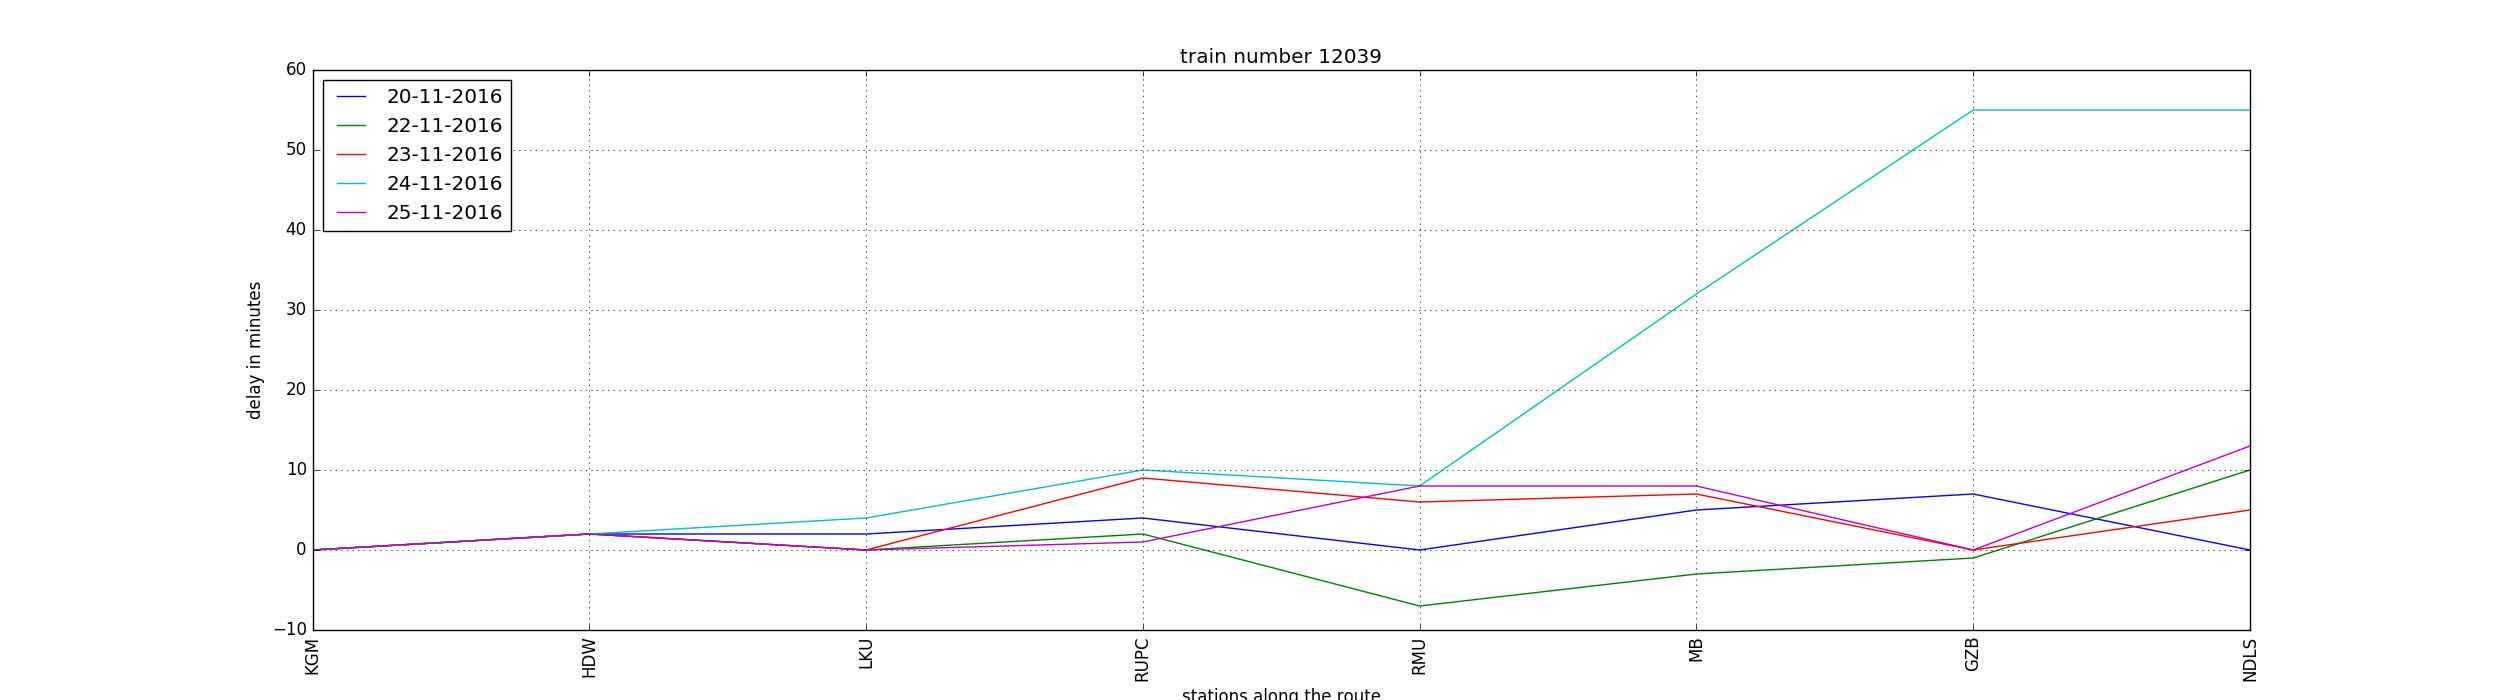 train number 12039
60
50
40
30
20
10
0
−10
delay in minutes
20-11-2016
22-11-2016
23-11-2016
24-11-2016
25-11-2016
KGM
HDW
LKU
RUPC
RMU
MB
GZB
NDLS
stations along the route